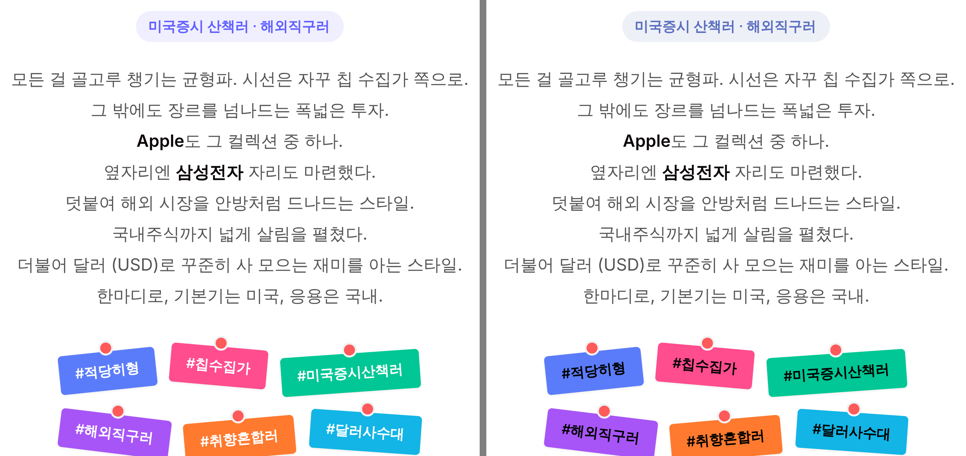 미국증시 산책러 · 해외직구러
모든 걸 골고루 챙기는 균형파. 시선은 자꾸 칩 수집가 쪽으로.
그 밖에도 장르를 넘나드는 폭넓은 투자.
Apple도 그 컬렉션 중 하나.
옆자리엔 삼성전자 자리도 마련했다.
덧붙여 해외 시장을 안방처럼 드나드는 스타일.
국내주식까지 넓게 살림을 펼쳤다.
더불어 달러 (USD)로 꾸준히 사 모으는 재미를 아는 스타일.
한마디로, 기본기는 미국, 응용은 국내.
#적당히형 #칩수집가 #미국증시산책러
#해외직구러 #취향혼합러 #달러사수대
미국증시 산책러 · 해외직구러
모든 걸 골고루 챙기는 균형파. 시선은 자꾸 칩 수집가 쪽으로.
그 밖에도 장르를 넘나드는 폭넓은 투자.
Apple도 그 컬렉션 중 하나.
옆자리엔 삼성전자 자리도 마련했다.
덧붙여 해외 시장을 안방처럼 드나드는 스타일.
국내주식까지 넓게 살림을 펼쳤다.
더불어 달러 (USD)로 꾸준히 사 모으는 재미를 아는 스타일.
한마디로, 기본기는 미국, 응용은 국내.
#적당히형 #칩수집가 #미국증시산책러
#해외직구러 #취향혼합러 #달러사수대